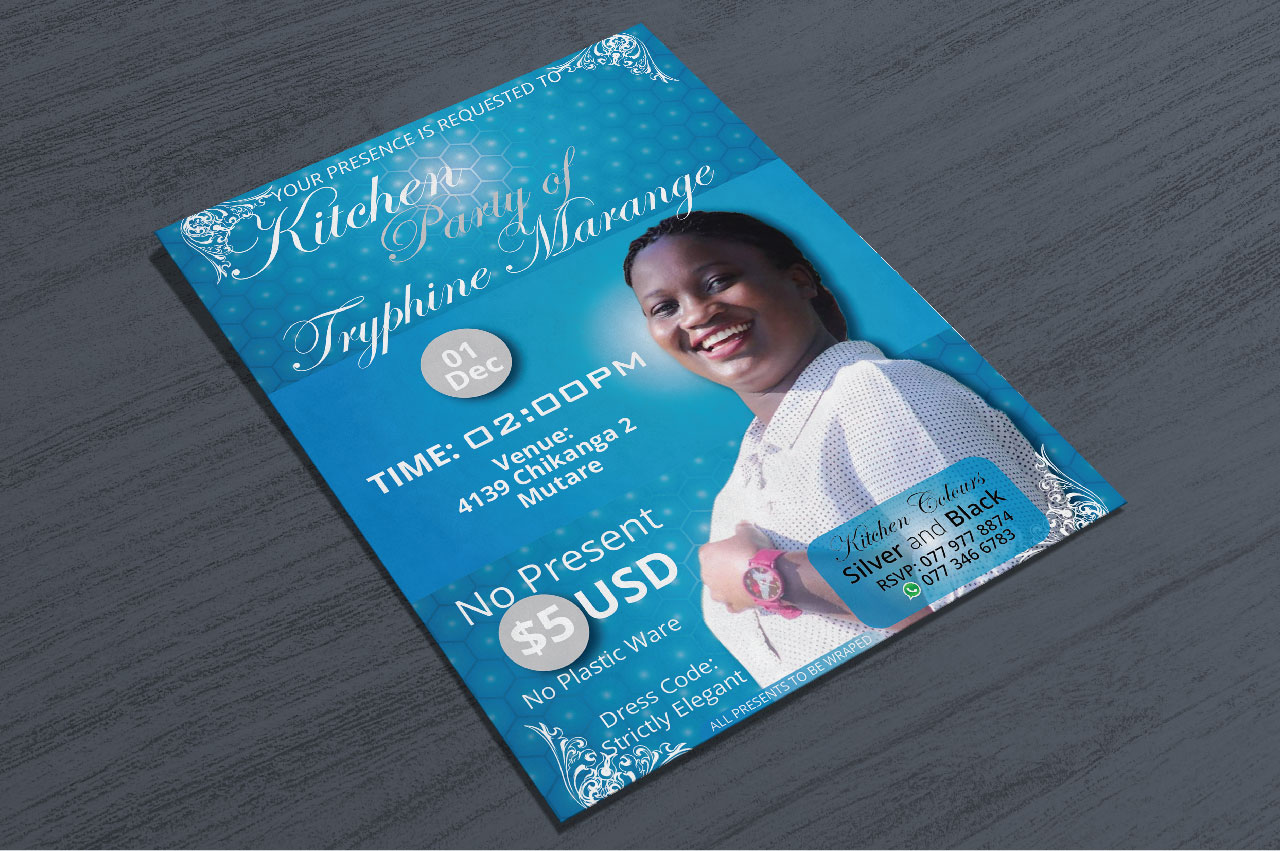 YOUR PRESENCE IS REQUESTED TO
Kitchen
Party of
Tryphine Marange
01
Dec
TIME: 02:00PM
Venue:
4139 Chikanga 2
Mutare
No Present
$5 USD
No Plastic Ware
Dress Code:
Strictly Elegant
ALL PRESENTS TO BE WRAPED
Kitchen Colours
Silver and Black
RSVP: 077 977 8874
077 346 6783